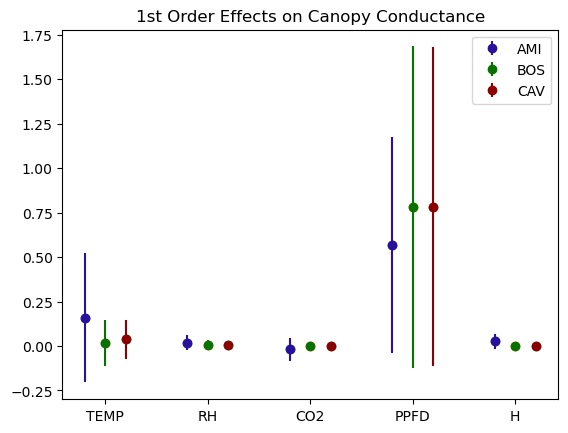 1st Order Effects on Canopy Conductance
1.75
1.50
1.25
1.00
0.75
0.50
0.25
0.00
−0.25
AMI
BOS
CAV
TEMP RH CO2 PPFD H